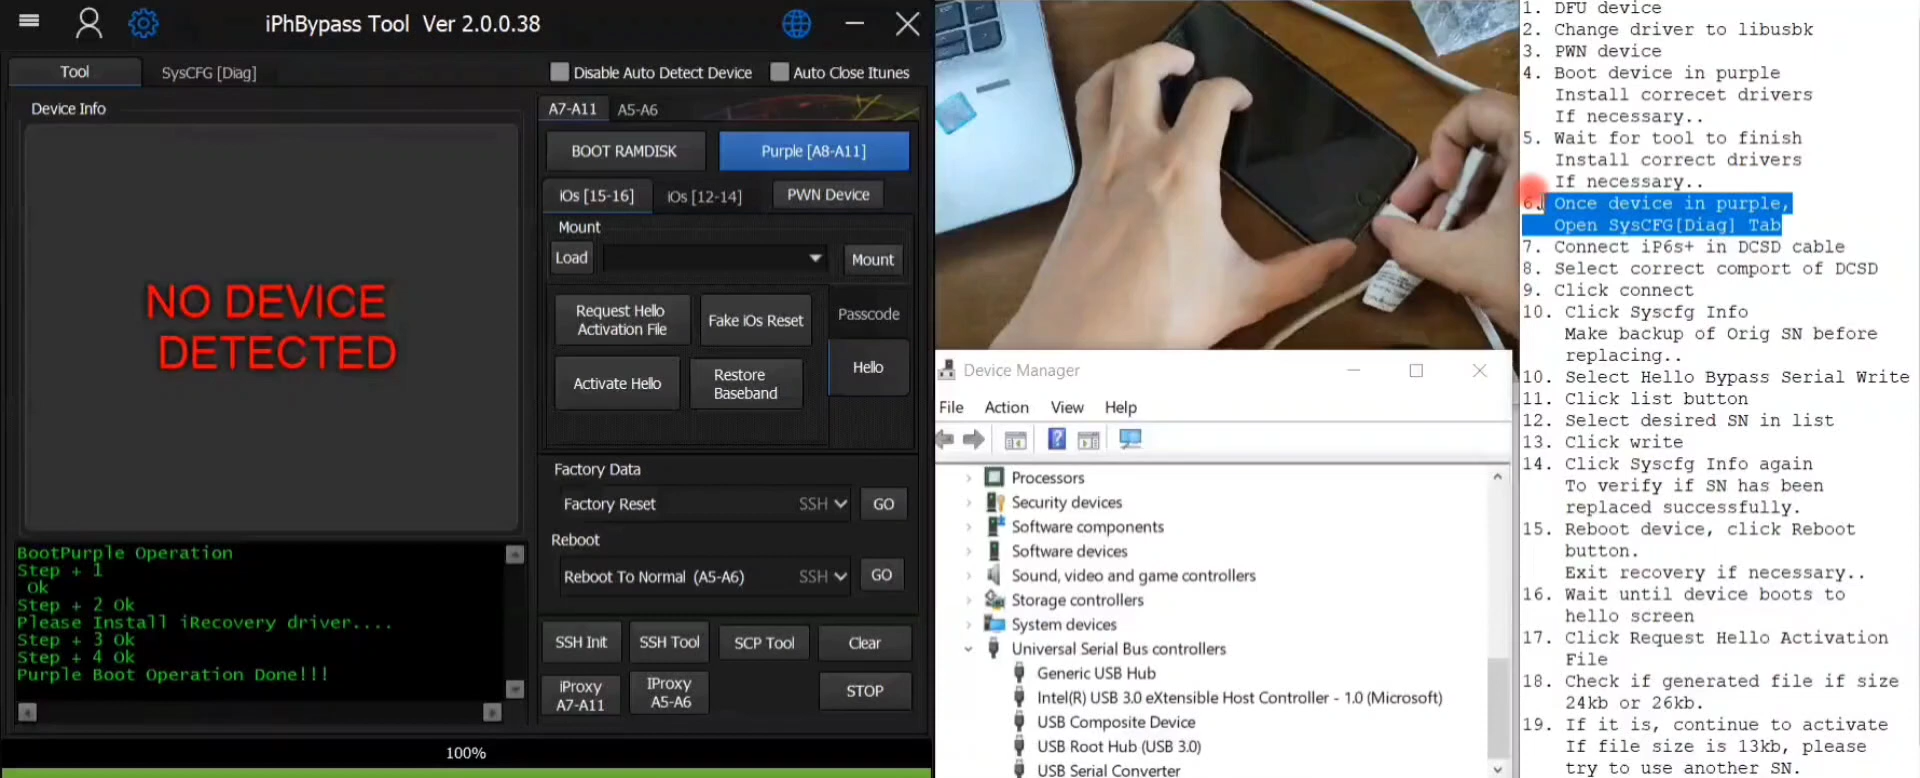 iPhBypass Tool Ver 2.0.0.38
Tool
SysCFG [Diag]
Disable Auto Detect Device
Auto Close Itunes
Device Info
NO DEVICE
DETECTED
A7-A11
A5-A6
BOOT RAMDISK
Purple [A8-A11]
iOs [15-16]
iOs [12-14]
PWN Device
Mount
Load
Mount
Request Hello
Activation File
Fake iOs Reset
Passcode
Activate Hello
Restore
Baseband
Hello
Factory Data
Factory Reset
SSH
GO
Reboot
Reboot To Normal (A5-A6)
SSH
GO
SSH Init
SSH Tool
SCP Tool
Clear
iProxy
A7-A11
IProxy
A5-A6
STOP
BootPurple Operation
Step + 1
Ok
Step + 2 Ok
Please Install iRecovery driver....
Step + 3 Ok
Step + 4 Ok
Purple Boot Operation Done!!!
100%
Device Manager
File Action View Help
Processors
Security devices
Software components
Software devices
Sound, video and game controllers
Storage controllers
System devices
Universal Serial Bus controllers
Generic USB Hub
Intel(R) USB 3.0 eXtensible Host Controller - 1.0 (Microsoft)
USB Composite Device
USB Root Hub (USB 3.0)
USB Serial Converter
1. DFU device
2. Change driver to libusbk
3. PWN device
4. Boot device in purple
Install correcet drivers
If necessary..
5. Wait for tool to finish
Install correct drivers
If necessary..
6. Once device in purple,
Open SysCFG[Diag] Tab
7. Connect iP6s+ in DCSD cable
8. Select correct comport of DCSD
9. Click connect
10. Click Syscfg Info
Make backup of Orig SN before
replacing..
10. Select Hello Bypass Serial Write
11. Click list button
12. Select desired SN in list
13. Click write
14. Click Syscfg Info again
To verify if SN has been
replaced successfully.
15. Reboot device, click Reboot
button.
Exit recovery if necessary..
16. Wait until device boots to
hello screen
17. Click Request Hello Activation
File
18. Check if generated file if size
24kb or 26kb.
19. If it is, continue to activate
If file size is 13kb, please
try to use another SN.